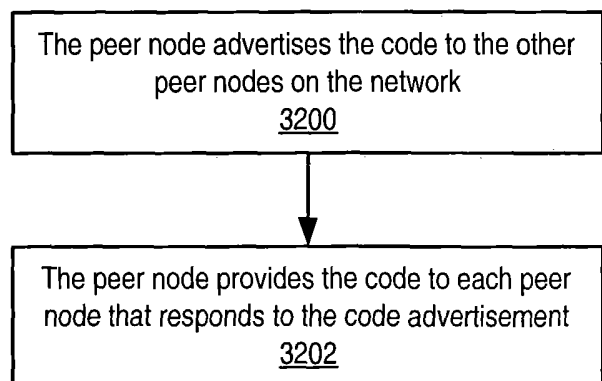 The peer node advertises the code to the other
peer nodes on the network
3200
The peer node provides the code to each peer
node that responds to the code advertisement
3202